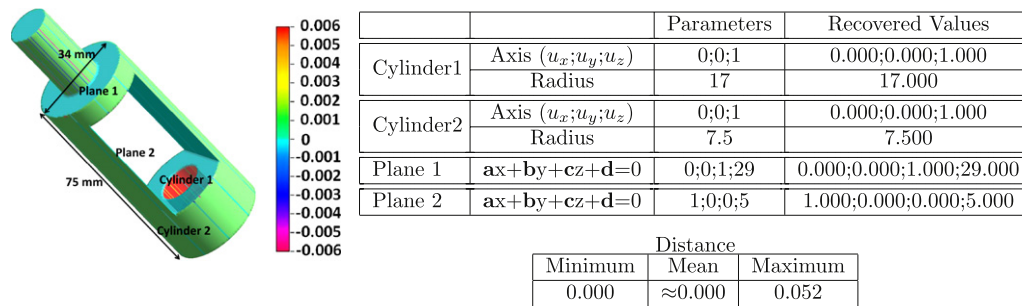 34 mm
Plane 1
Plane 2
75 mm
Cylinder 1
Cylinder 2
0.006
0.005
0.004
0.003
0.002
0.001
0
-0.001
-0.002
-0.003
-0.004
-0.005
-0.006
Parameters Recovered Values
Cylinder1 Axis (u_x;u_y;u_z) 0;0;1 0.000;0.000;1.000
Radius 17 17.000
Cylinder2 Axis (u_x;u_y;u_z) 0;0;1 0.000;0.000;1.000
Radius 7.5 7.500
Plane 1 ax+by+cz+d=0 0;0;1;29 0.000;0.000;1.000;29.000
Plane 2 ax+by+cz+d=0 1;0;0;5 1.000;0.000;0.000;5.000
Distance
Minimum Mean Maximum
0.000 ≈0.000 0.052